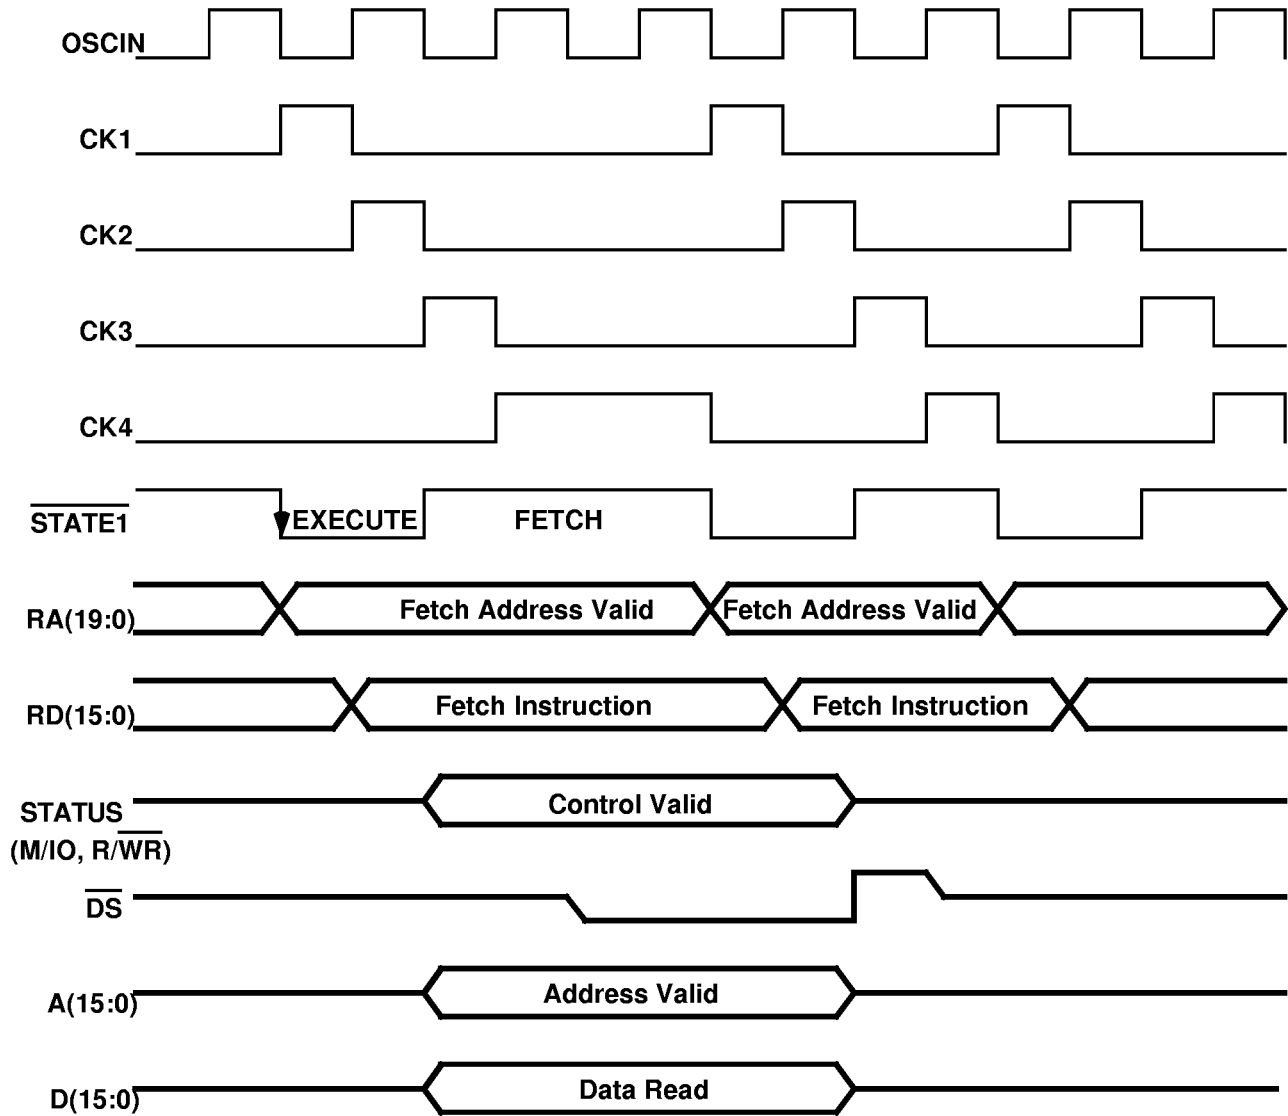 OSCIN
CK1
CK2
CK3
CK4
STATE1 EXECUTE FETCH
RA(19:0) Fetch Address Valid Fetch Address Valid
RD(15:0) Fetch Instruction Fetch Instruction
STATUS Control Valid
(M/IO, R/WR)
DS
A(15:0) Address Valid
D(15:0) Data Read